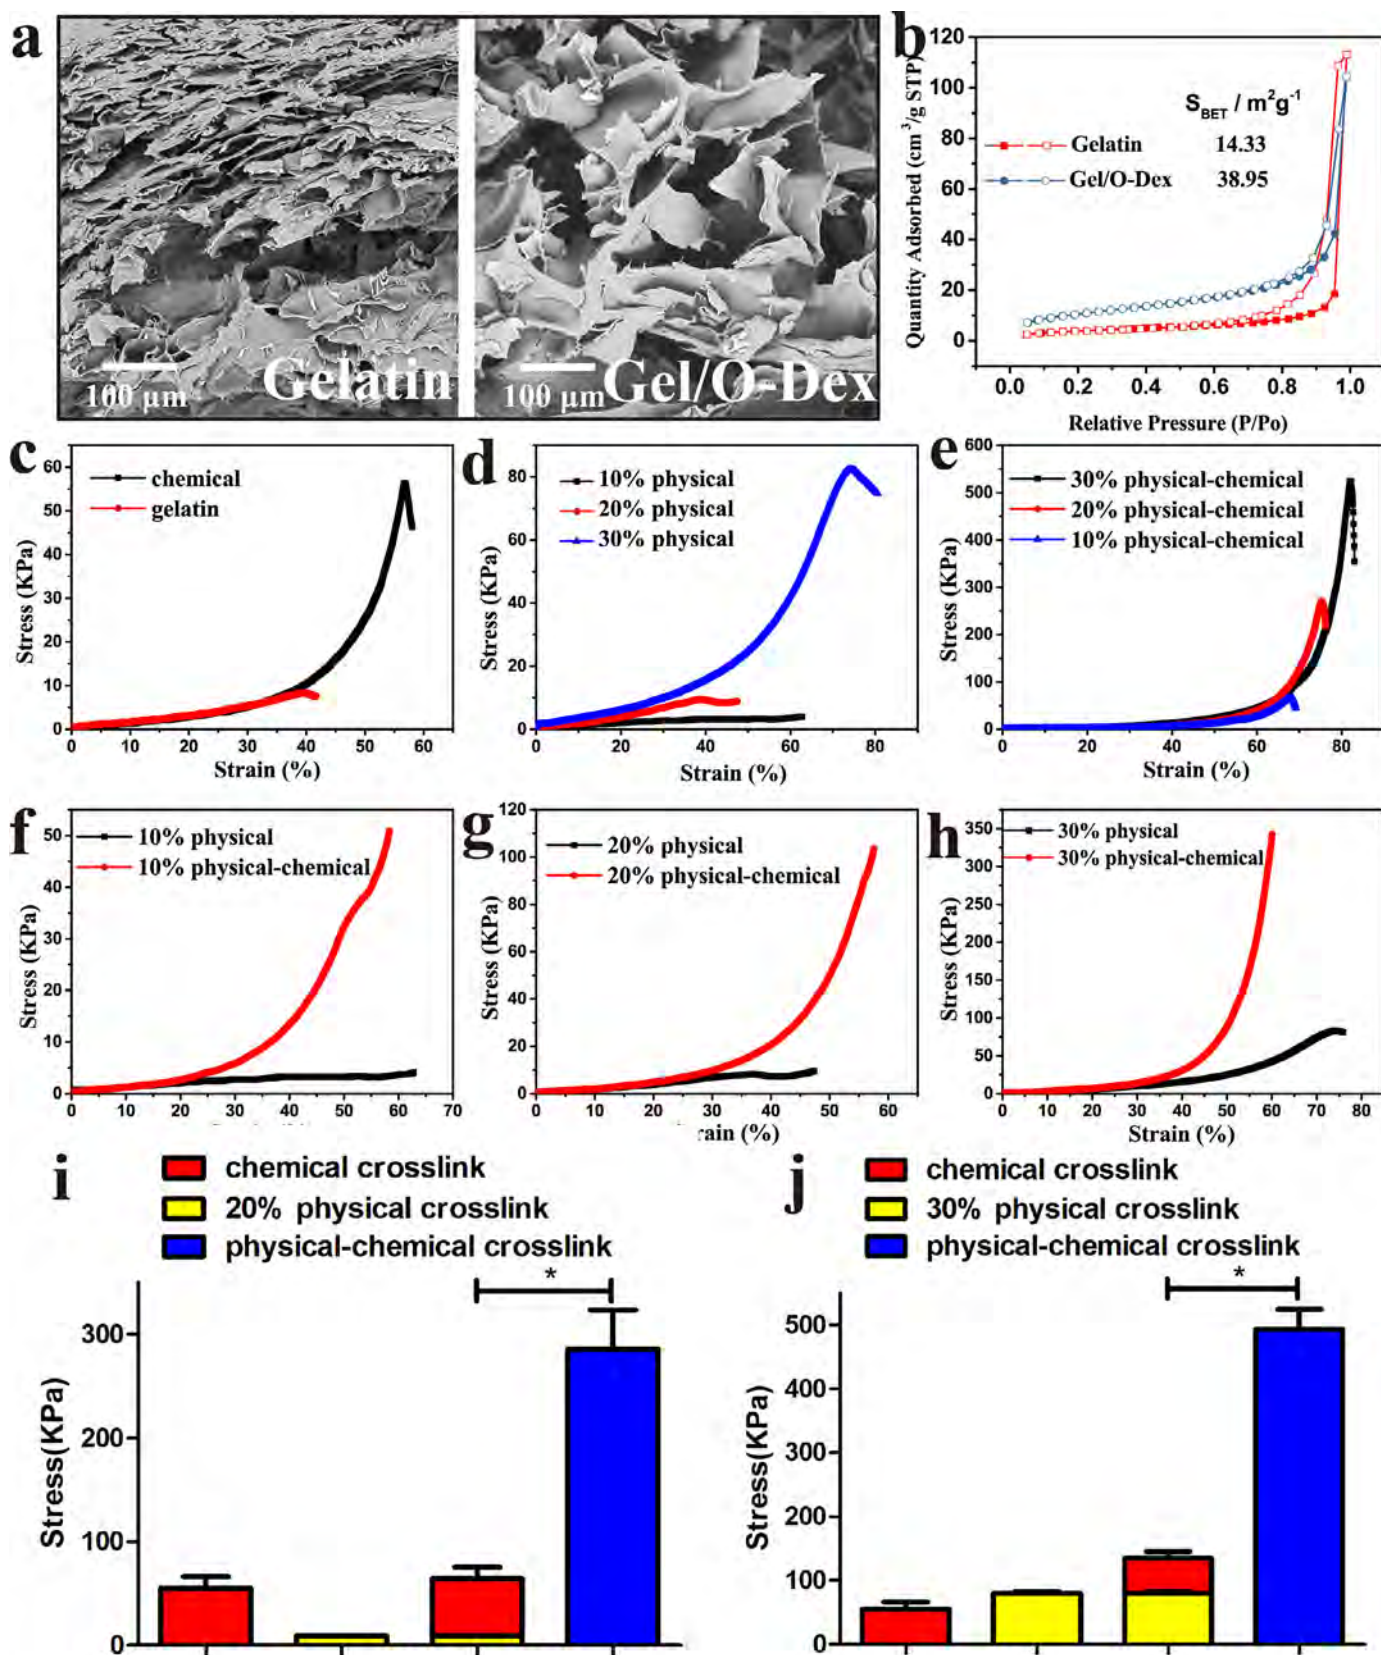 a
Gelatin
100 µm
Gel/O-Dex
100 µm
b
Quantity Adsorbed (cm³/g STP)
120
100
80
60
40
20
0
S_BET / m²g⁻¹
Gelatin 14.33
Gel/O-Dex 38.95
0.0 0.2 0.4 0.6 0.8 1.0
Relative Pressure (P/Po)
c
Stress (KPa)
60
50
40
30
20
10
0
chemical
gelatin
0 10 20 30 40 50 60
Strain (%)
d
Stress (KPa)
80
60
40
20
0
10% physical
20% physical
30% physical
0 20 40 60 80
Strain (%)
e
Stress (KPa)
600
500
400
300
200
100
0
30% physical-chemical
20% physical-chemical
10% physical-chemical
0 20 40 60 80
Strain (%)
f
Stress (KPa)
50
40
30
20
10
0
10% physical
10% physical-chemical
0 10 20 30 40 50 60 70
g
Stress (KPa)
120
100
80
60
40
20
0
20% physical
20% physical-chemical
0 10 20 30 40 50 60 65
rain (%)
h
Stress (KPa)
350
300
250
200
150
100
50
0
30% physical
30% physical-chemical
0 10 20 30 40 50 60 70 80
Strain (%)
i
chemical crosslink
20% physical crosslink
physical-chemical crosslink
*
Stress(KPa)
300
200
100
0
j
chemical crosslink
30% physical crosslink
physical-chemical crosslink
*
Stress(KPa)
500
400
300
200
100
0